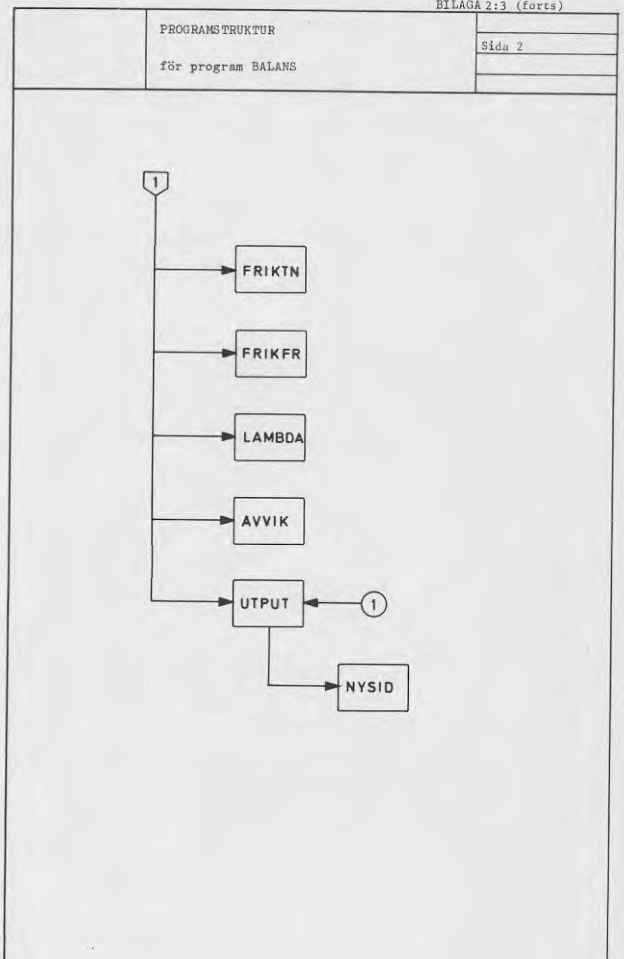 BILAGA 2:3 (forts)
PROGRAMSTRUKTUR
Sida 2
för program BALANS
1
FRIKTN
FRIKFR
LAMBDA
AVVIK
UTPUT
1
NYSID